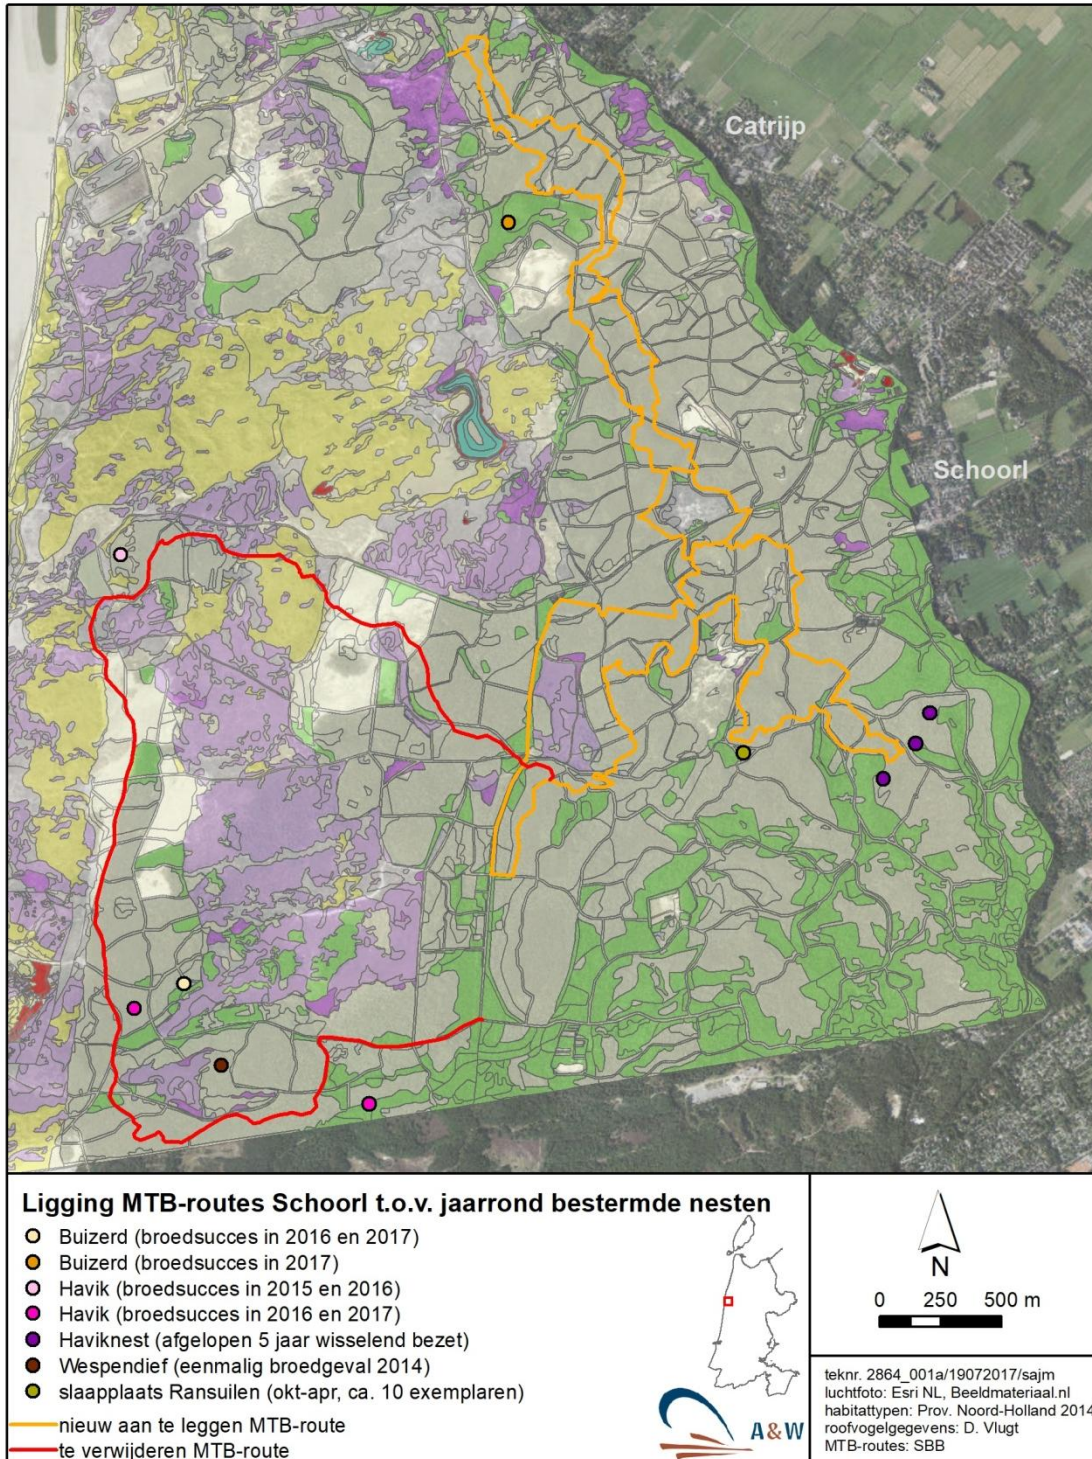 Catrijp
Schoorl
Ligging MTB-routes Schoorl t.o.v. jaarrond bestermde nesten
Buizerd (broedsucces in 2016 en 2017)
Buizerd (broedsucces in 2017)
Havik (broedsucces in 2015 en 2016)
Havik (broedsucces in 2016 en 2017)
Haviknest (afgelopen 5 jaar wisselend bezet)
Wespendief (eenmalig broedgeval 2014)
slaapplaats Ransuilen (okt-apr, ca. 10 exemplaren)
nieuw aan te leggen MTB-route
te verwijderen MTB-route
A&W
N
0 250 500 m
teknr. 2864_001a/19072017/sajm
luchtfoto: Esri NL, Beeldmateriaal.nl
habitattypen: Prov. Noord-Holland 2014
roofvogelgegevens: D. Vlugt
MTB-routes: SBB